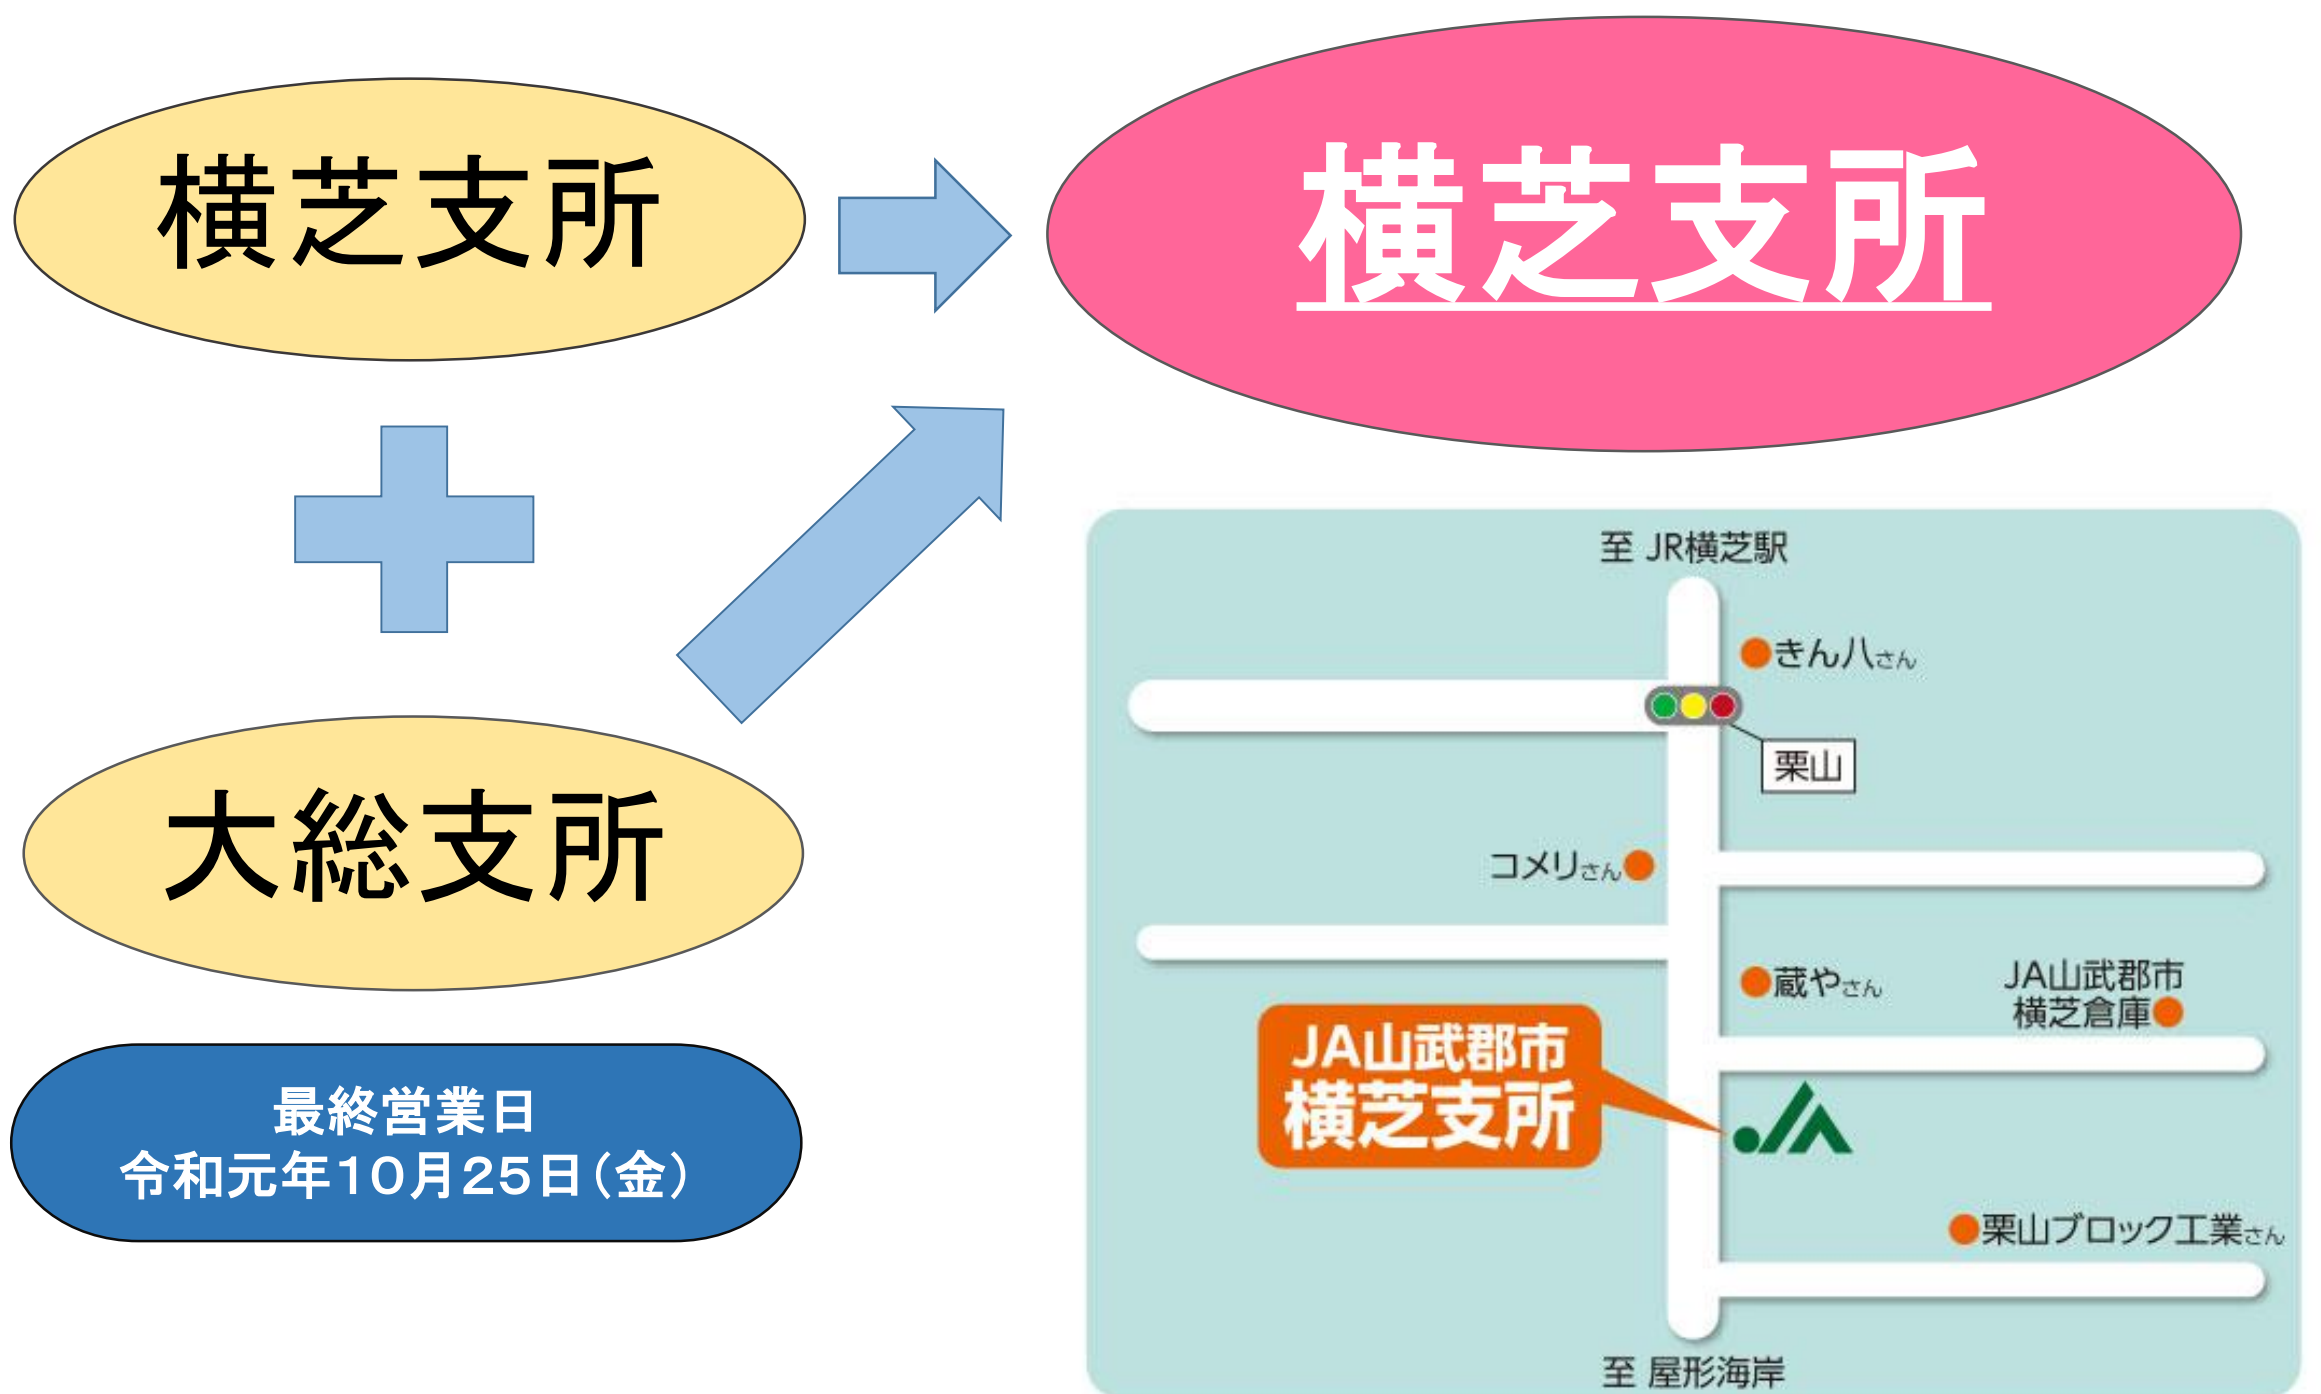 横芝支所
横芝支所
大総支所
最終営業日
令和元年10月25日(金)
至 JR横芝駅
きん八さん
栗山
コメリさん
蔵やさん
JA山武郡市
横芝倉庫
JA山武郡市
横芝支所
JA
栗山ブロック工業さん
至 屋形海岸